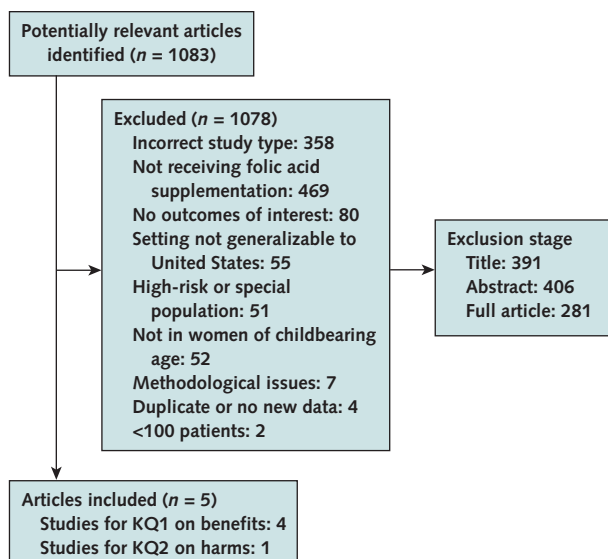 Potentially relevant articles
identified (n = 1083)
Excluded (n = 1078)
Incorrect study type: 358
Not receiving folic acid
supplementation: 469
No outcomes of interest: 80
Setting not generalizable to
United States: 55
High-risk or special
population: 51
Not in women of childbearing
age: 52
Methodological issues: 7
Duplicate or no new data: 4
<100 patients: 2
Exclusion stage
Title: 391
Abstract: 406
Full article: 281
Articles included (n = 5)
Studies for KQ1 on benefits: 4
Studies for KQ2 on harms: 1